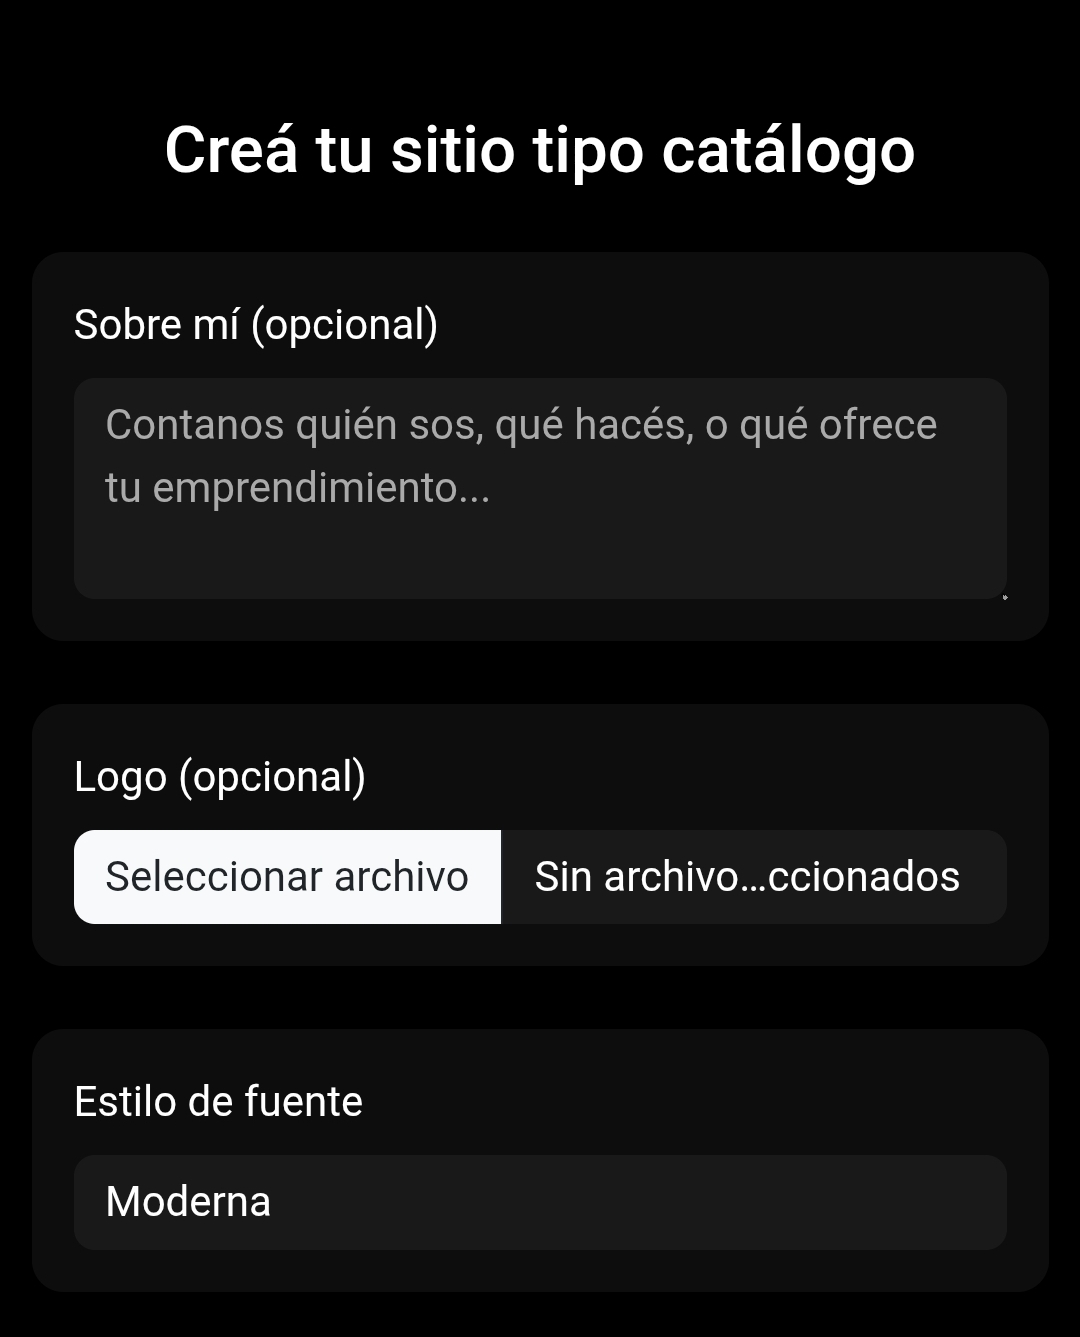 Creá tu sitio tipo catálogo
Sobre mí (opcional)
Contanos quién sos, qué hacés, o qué ofrece
tu emprendimiento...
Logo (opcional)
Seleccionar archivo Sin archivo…ccionados
Estilo de fuente
Moderna